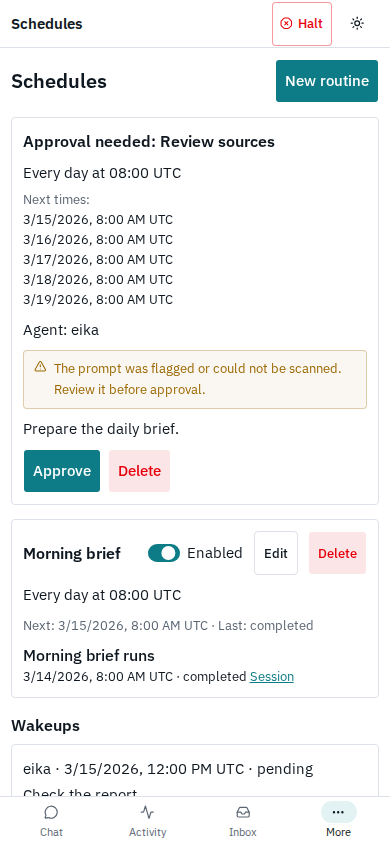 Schedules
Halt
Schedules
New routine
Approval needed: Review sources
Every day at 08:00 UTC
Next times:
3/15/2026, 8:00 AM UTC
3/16/2026, 8:00 AM UTC
3/17/2026, 8:00 AM UTC
3/18/2026, 8:00 AM UTC
3/19/2026, 8:00 AM UTC
Agent: eika
The prompt was flagged or could not be scanned.
Review it before approval.
Prepare the daily brief.
Approve
Delete
Morning brief
Enabled
Edit
Delete
Every day at 08:00 UTC
Next: 3/15/2026, 8:00 AM UTC · Last: completed
Morning brief runs
3/14/2026, 8:00 AM UTC · completed Session
Wakeups
eika · 3/15/2026, 12:00 PM UTC · pending
Check the report
Chat
Activity
Inbox
More